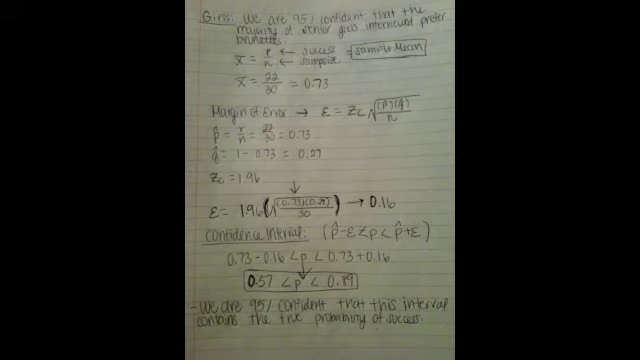 Girls: We are 95% confident that the
majority of senior girls interviewed prefer
brunettes.
x̄ = r/n ← success ← sampsize = sample mean
x̄ = 22/30 = 0.73
Margin of Error → E = Zc √((p̂)(q̂)/n)
p̂ = r/n = 22/30 = 0.73
q̂ = 1 - 0.73 = 0.27
Zc = 1.96
E = 1.96(√((0.73)(0.27)/30)) → 0.16
Confidence Interval: (p̂-E < p < p̂+E)
0.73 - 0.16 < p < 0.73 + 0.16
0.57 < p < 0.89
- We are 95% confident that this interval
contains the true probability of success.